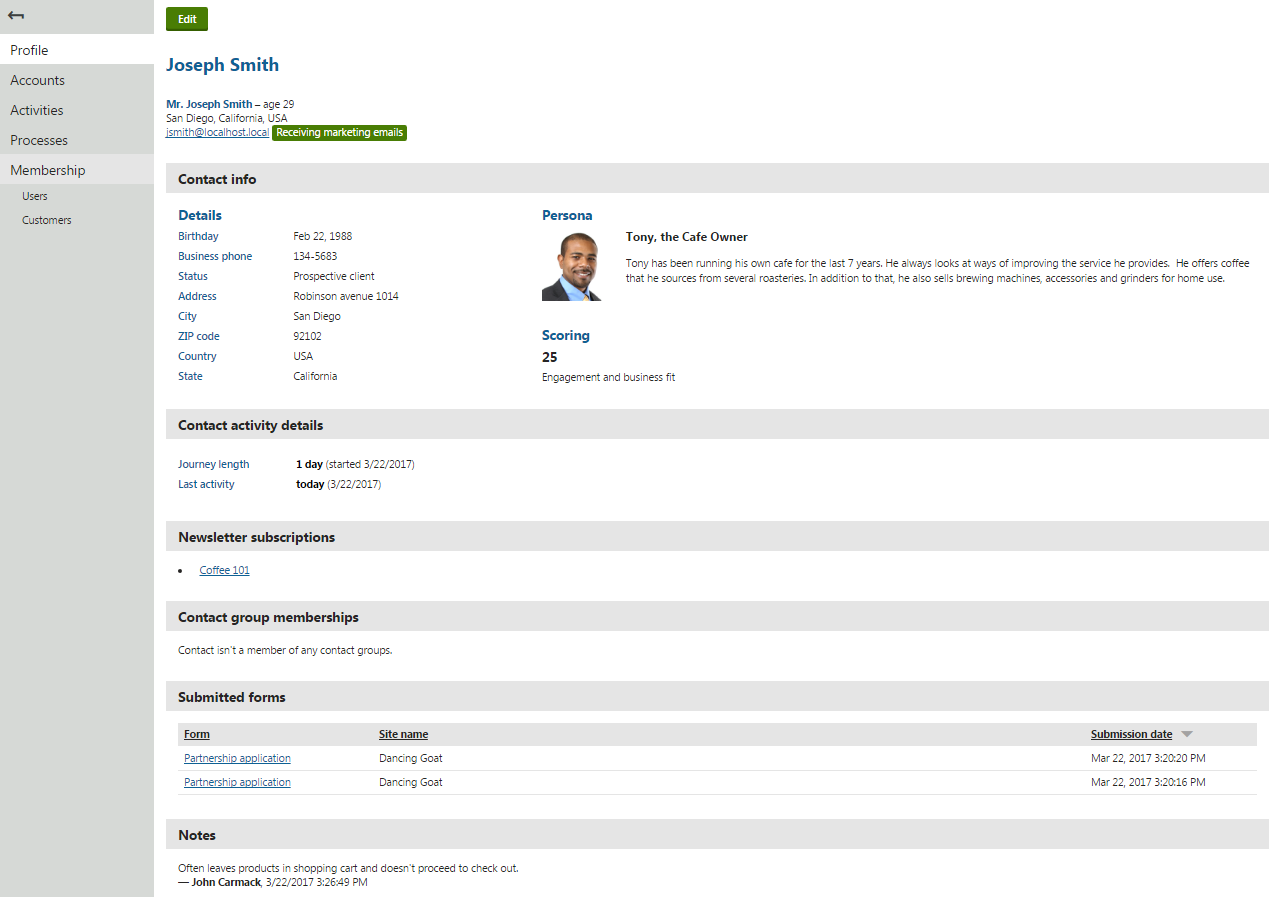 Edit
Profile
Accounts
Activities
Processes
Membership
Users
Customers
Joseph Smith
Mr. Joseph Smith – age 29
San Diego, California, USA
jsmith@localhost.local Receiving marketing emails
Contact info
Details
Birthday Feb 22, 1988
Business phone 134-5683
Status Prospective client
Address Robinson avenue 1014
City San Diego
ZIP code 92102
Country USA
State California
Persona
Tony, the Cafe Owner
Tony has been running his own cafe for the last 7 years. He always looks at ways of improving the service he provides.  He offers coffee
that he sources from several roasteries. In addition to that, he also sells brewing machines, accessories and grinders for home use.
Scoring
25
Engagement and business fit
Contact activity details
Journey length 1 day (started 3/22/2017)
Last activity today (3/22/2017)
Newsletter subscriptions
• Coffee 101
Contact group memberships
Contact isn't a member of any contact groups.
Submitted forms
Form Site name Submission date
Partnership application Dancing Goat Mar 22, 2017 3:20:20 PM
Partnership application Dancing Goat Mar 22, 2017 3:20:16 PM
Notes
Often leaves products in shopping cart and doesn't proceed to check out.
— John Carmack, 3/22/2017 3:26:49 PM